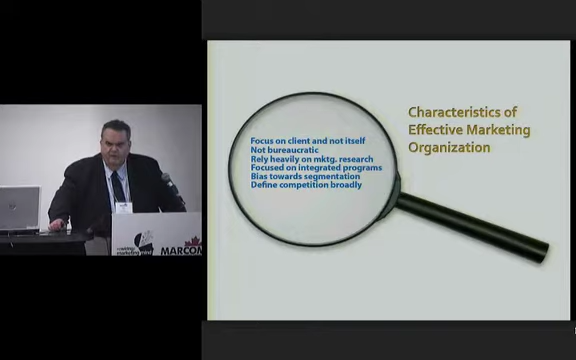 Characteristics of
Effective Marketing
Organization
Focus on client and not itself
Not bureaucratic
Rely heavily on mktg. research
Focused on integrated programs
Bias towards segmentation
Define competition broadly
MARCOM